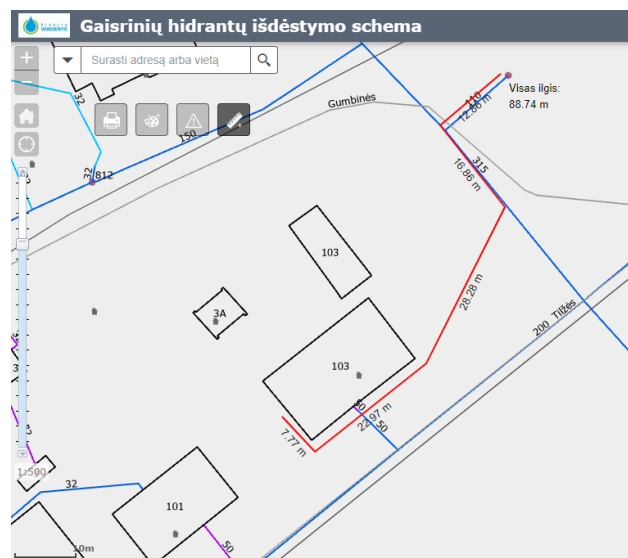 VANDENYS
Gaisrinių hidrantų išdėstymo schema
Surasti adresą arba vietą
Visas ilgis:
88.74 m
110
12.86 m
Gumbinės
150
32
32
812
315
16.86 m
103
28.28 m
3A
200 Tilžės
103
50
22.97 m
50
7.77 m
1:500
32
101
50
10m